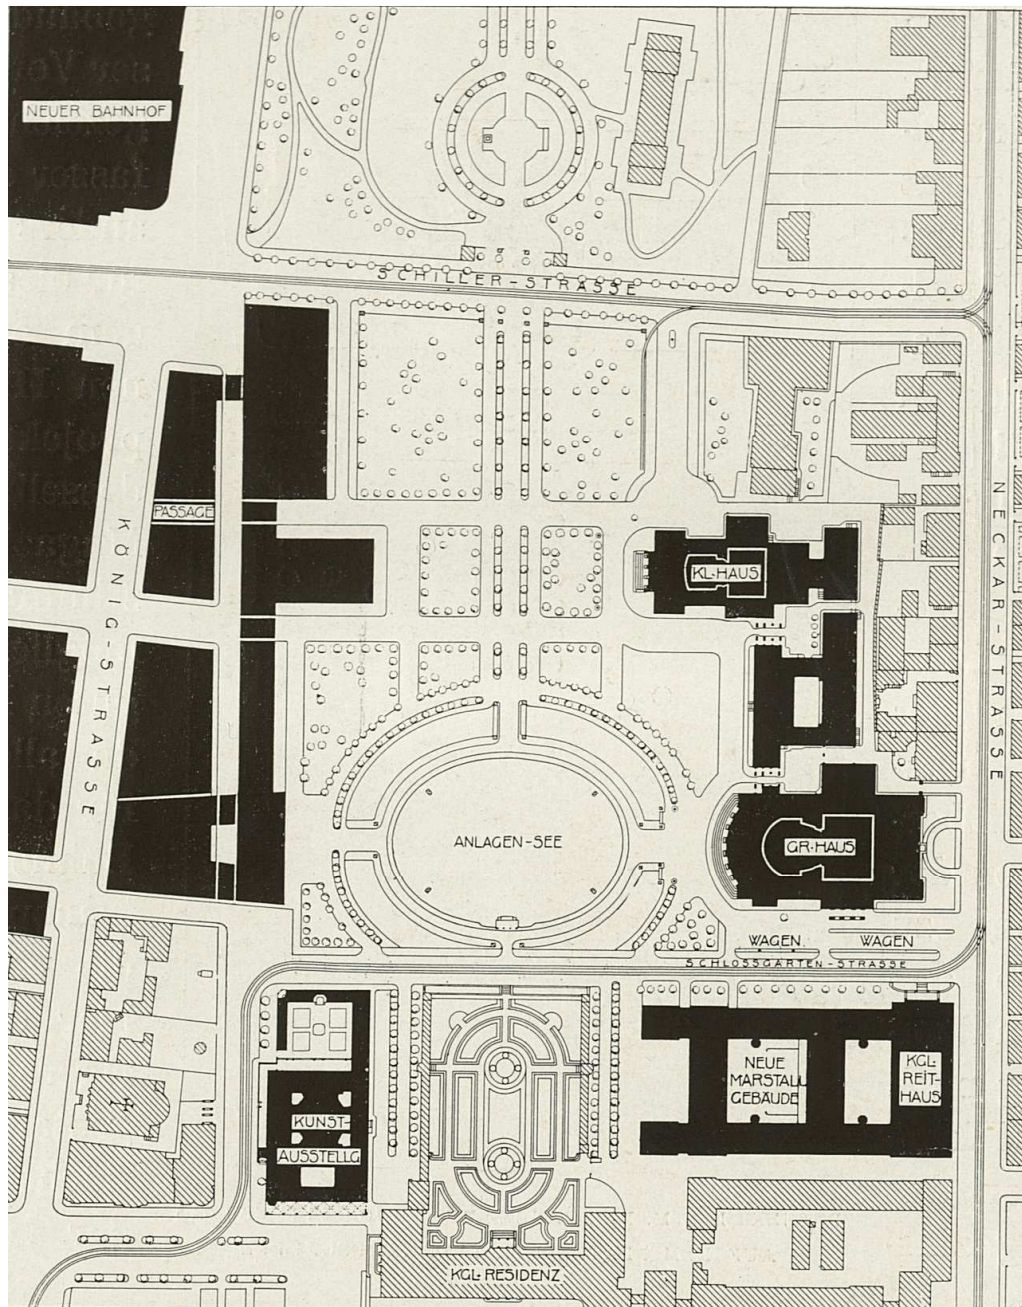 NEUER BAHNHOF
SCHILLER-STRASSE
PASSAGE
KÖNIG-STRASSE
NECKAR-STRASSE
KL-HAUS
ANLAGEN-SEE
GR-HAUS
WAGEN
WAGEN
SCHLOSSGARTEN-STRASSE
NEUE
MARSTALL
GEBÄUDE
KGL-
REIT-
HAUS
KUNST-
AUSSTELLG
KGL-RESIDENZ